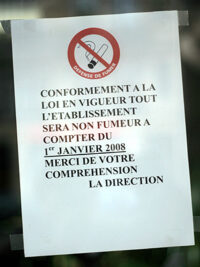 DEFENSE DE FUMER
CONFORMEMENT A LA
LOI EN VIGUEUR TOUT
L'ETABLISSEMENT
SERA NON FUMEUR A
COMPTER DU
1er JANVIER 2008
MERCI DE VOTRE
COMPREHENSION
LA DIRECTION